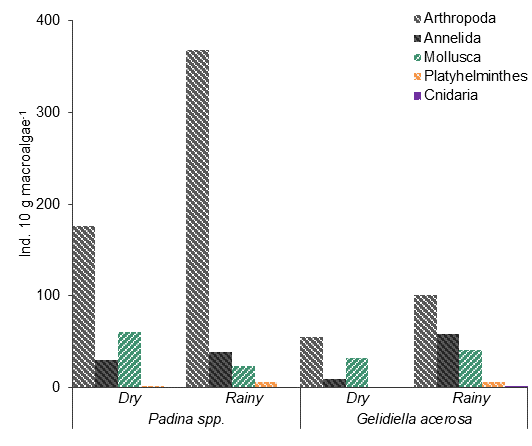 400
300
200
100
0
Ind. 10 g macroalgae⁻¹
Arthropoda
Annelida
Mollusca
Platyhelminthes
Cnidaria
Dry Rainy Dry Rainy
Padina spp. Gelidiella acerosa